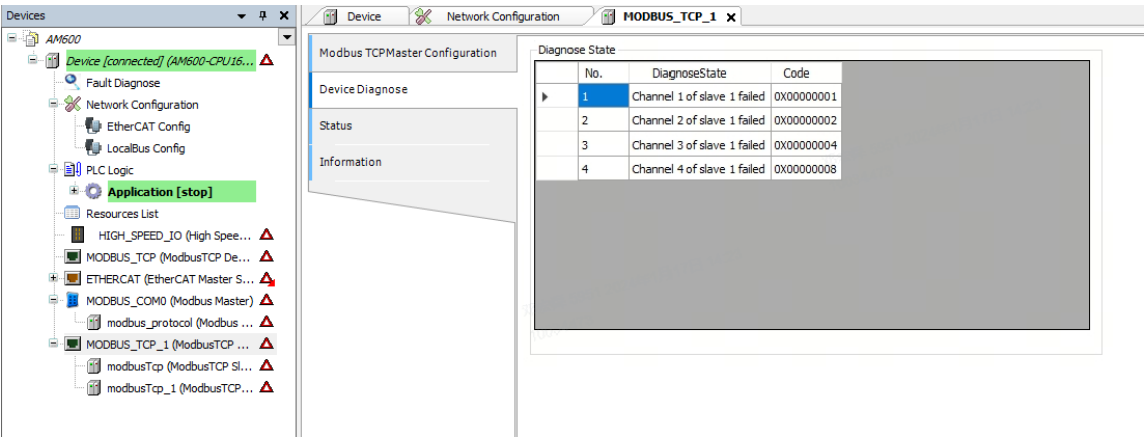 Devices
AM600
Device [connected] (AM600-CPU16...
Fault Diagnose
Network Configuration
EtherCAT Config
LocalBus Config
PLC Logic
Application [stop]
Resources List
HIGH_SPEED_IO (High Spee...
MODBUS_TCP (ModbusTCP De...
ETHERCAT (EtherCAT Master S...
MODBUS_COM0 (Modbus Master)
modbus_protocol (Modbus ...
MODBUS_TCP_1 (ModbusTCP ...
modbusTcp (ModbusTCP Sl...
modbusTcp_1 (ModbusTCP...
Device Network Configuration MODBUS_TCP_1
Modbus TCPMaster Configuration
Device Diagnose
Status
Information
Diagnose State
No. DiagnoseState Code
1 Channel 1 of slave 1 failed 0X00000001
2 Channel 2 of slave 1 failed 0X00000002
3 Channel 3 of slave 1 failed 0X00000004
4 Channel 4 of slave 1 failed 0X00000008